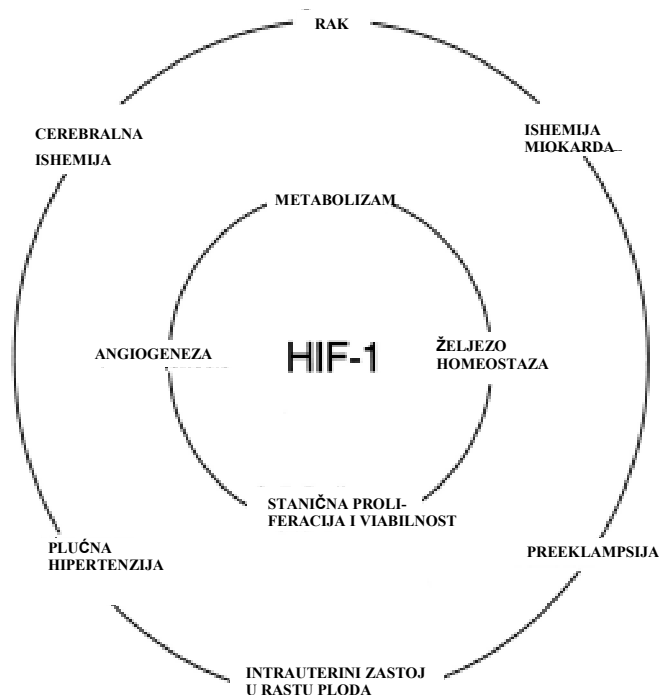 RAK
CEREBRALNA
ISHEMIJA
ISHEMIJA
MIOKARDA
METABOLIZAM
ANGIOGENEZA
HIF-1
ŽELJEZO
HOMEOSTAZA
STANIČNA PROLI-
FERACIJA I VIABILNOST
PLUĆNA
HIPERTENZIJA
PREEKLAMPSIJA
INTRAUTERINI ZASTOJ
U RASTU PLODA